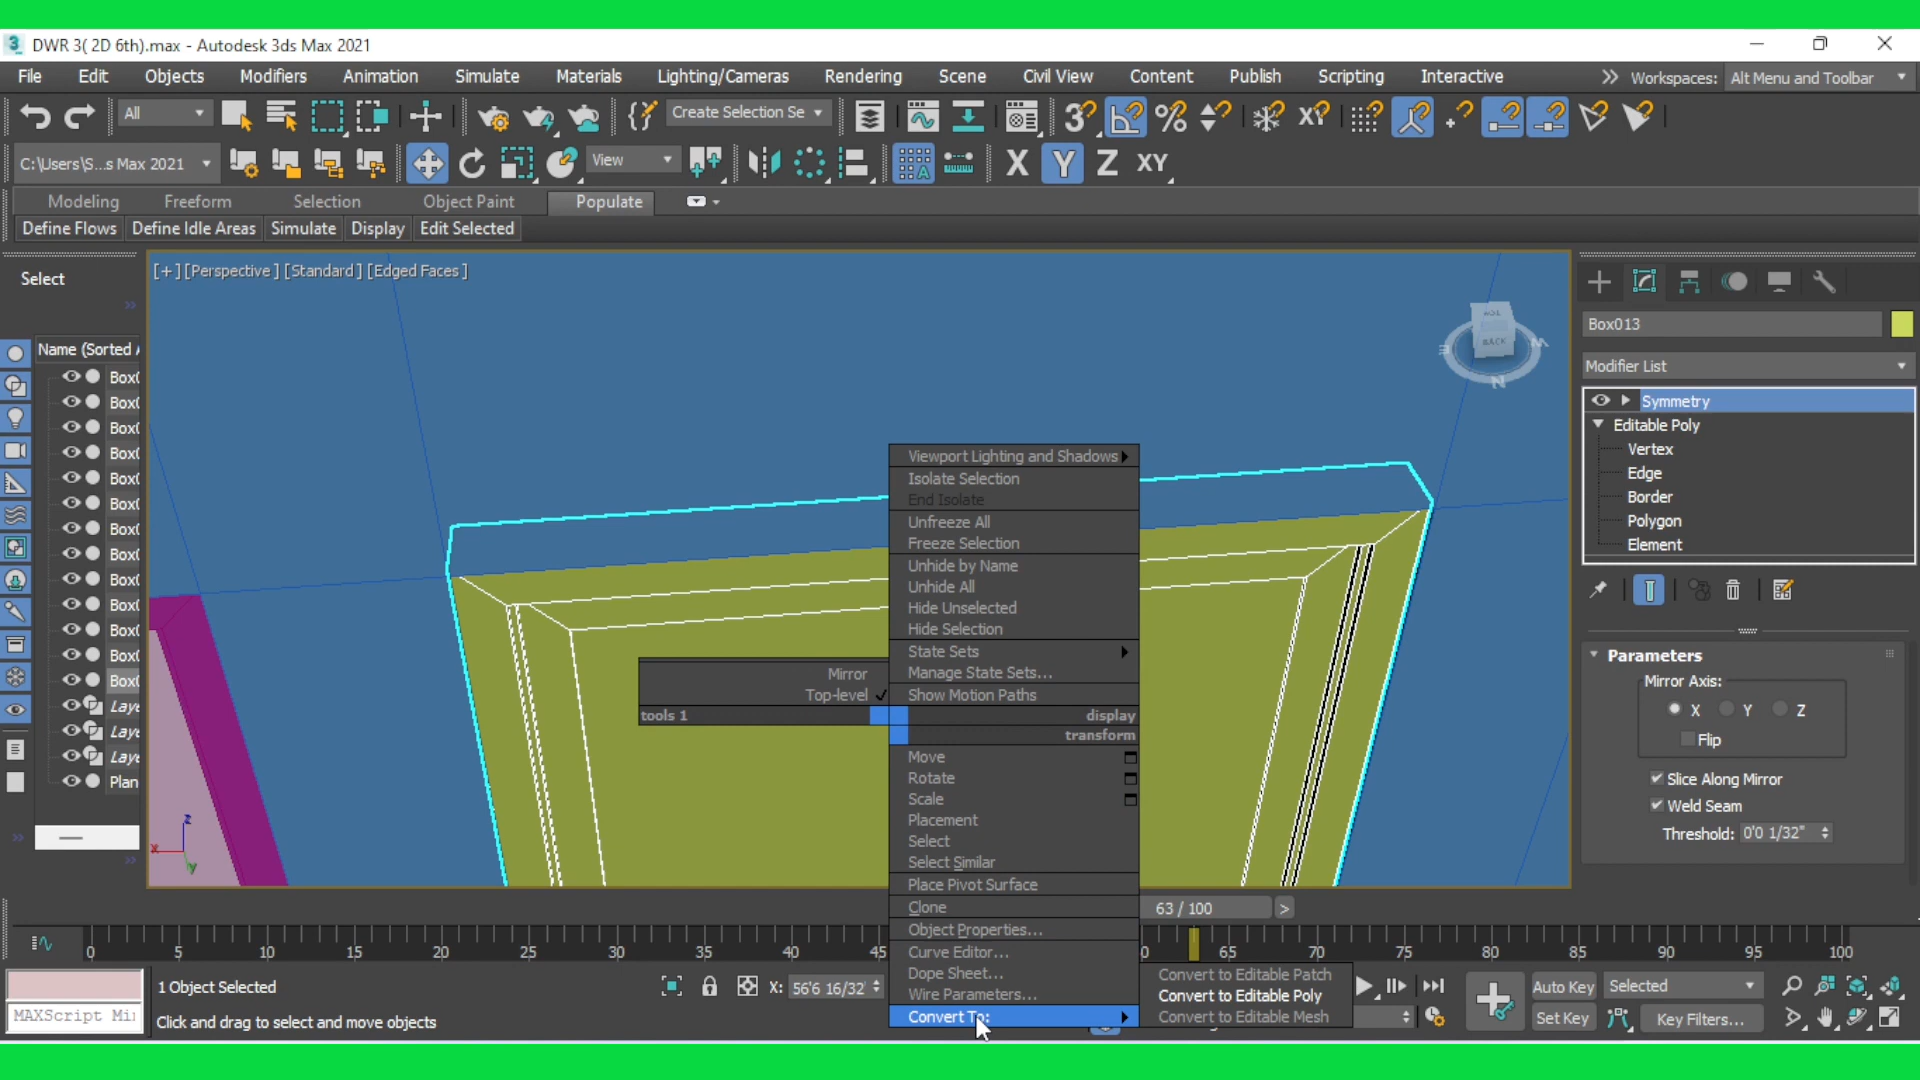 DWR 3( 2D 6th).max - Autodesk 3ds Max 2021
File Edit Objects Modifiers Animation Simulate Materials Lighting/Cameras Rendering Scene Civil View Content Publish Scripting Interactive Workspaces: Alt Menu and Toolbar
All Create Selection Se
C:\Users\S...s Max 2021 View X Y Z XY
Modeling Freeform Selection Object Paint Populate
Define Flows Define Idle Areas Simulate Display Edit Selected
Select
[+] [Perspective ] [Standard ] [Edged Faces ]
Box013
Name (Sorted
Modifier List
BACK
N
Symmetry
Editable Poly
Vertex
Edge
Border
Polygon
Element
Laye
Laye
Laye
Plan
Viewport Lighting and Shadows
Isolate Selection
End Isolate
Unfreeze All
Freeze Selection
Unhide by Name
Unhide All
Hide Unselected
Hide Selection
State Sets
Manage State Sets...
Show Motion Paths
Mirror
Top-level
tools 1 display
transform
Move
Rotate
Scale
Placement
Select
Select Similar
Place Pivot Surface
Clone
Object Properties...
Curve Editor...
Dope Sheet...
Wire Parameters...
Convert To:
Convert to Editable Patch
Convert to Editable Poly
Convert to Editable Mesh
Parameters
Mirror Axis:
X Y Z
Flip
Slice Along Mirror
Weld Seam
Threshold: 0'0 1/32"
z
x
y
63 / 100 >
0 5 10 15 20 25 30 35 40 45 65 70 75 80 85 90 95 100
1 Object Selected X: 56'6 16/32' Auto Key Selected
MAXScript Mi Click and drag to select and move objects Set Key Key Filters...